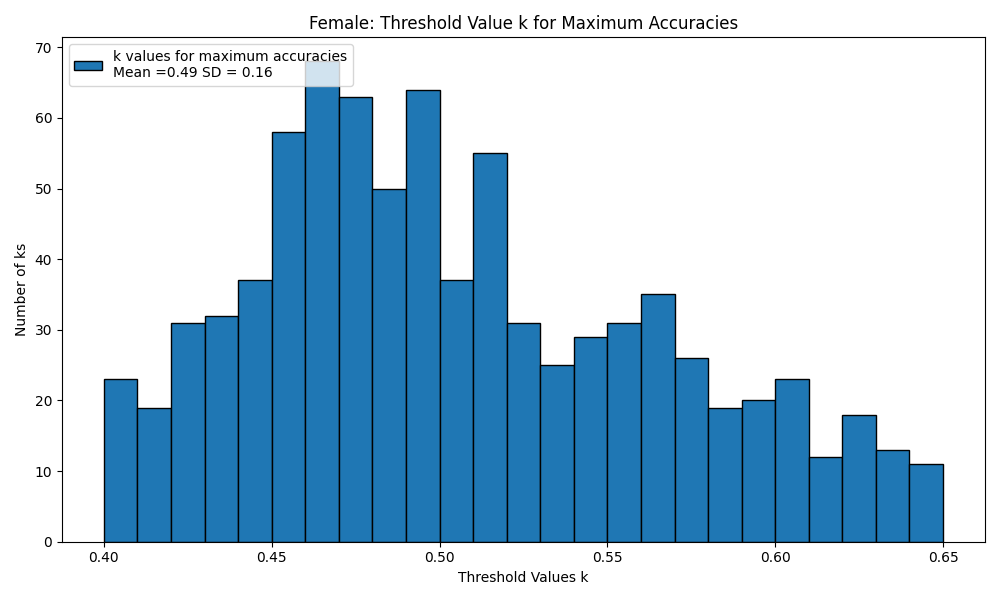 Female: Threshold Value k for Maximum Accuracies
k values for maximum accuracies
Mean =0.49 SD = 0.16
Number of ks
70
60
50
40
30
20
10
0
0.40 0.45 0.50 0.55 0.60 0.65
Threshold Values k